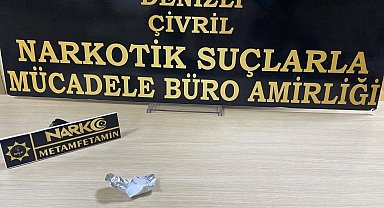 DENİZLİ
ÇİVRİL
NARKOTİK SUÇLARLA
MÜCADELE BÜRO AMİRLİĞİ
NARKO
METAMFETAMİN